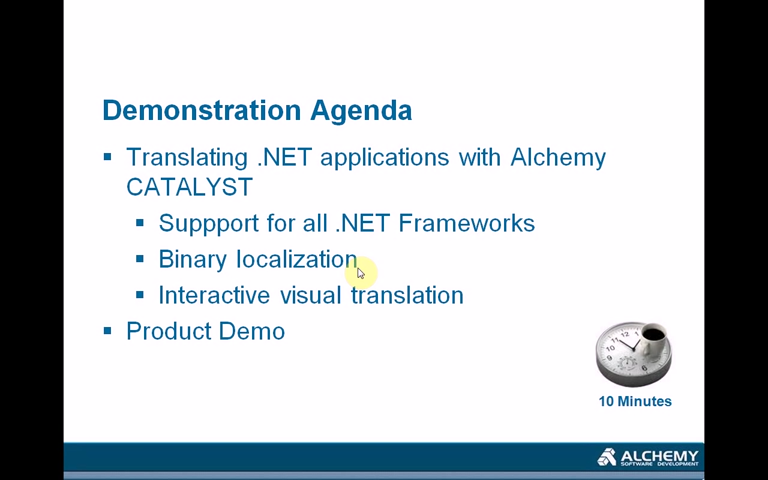 Demonstration Agenda
Translating .NET applications with Alchemy
CATALYST
Suppport for all .NET Frameworks
Binary localization
Interactive visual translation
Product Demo
10 Minutes
ALCHEMY
SOFTWARE DEVELOPMENT